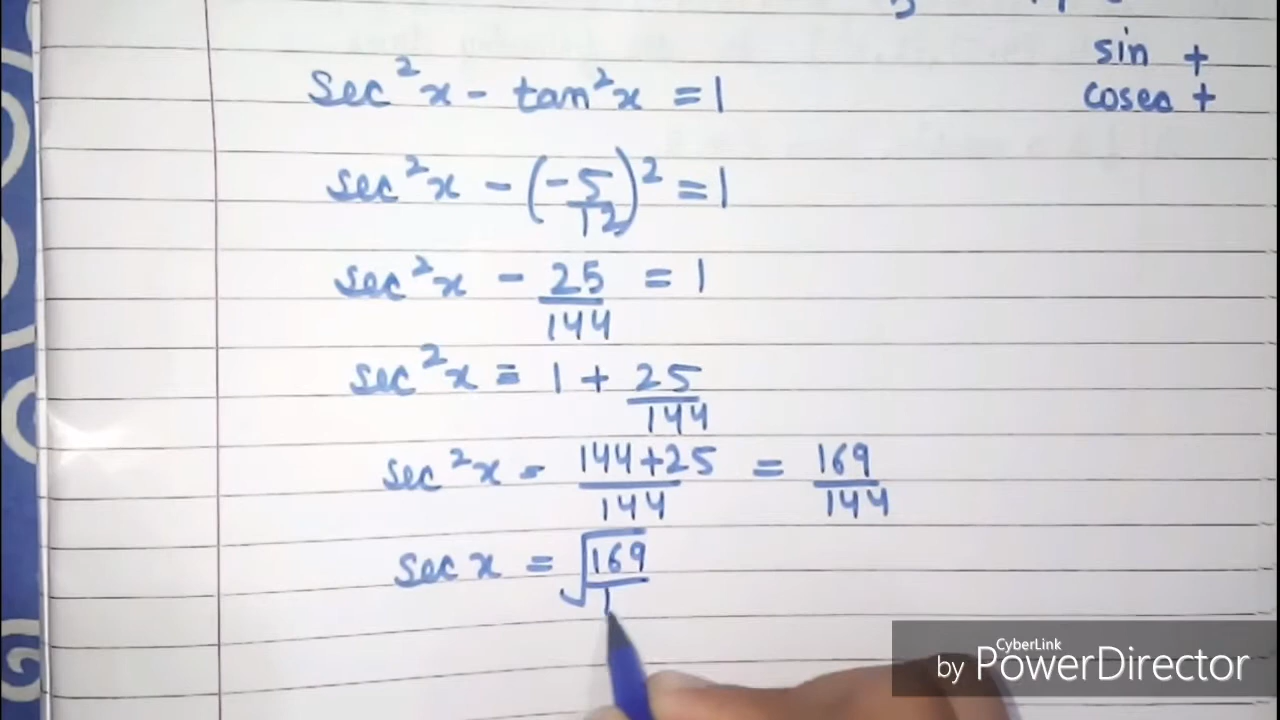 sin +
cosec +
sec²x - tan²x = 1
sec²x - (-5/12)² = 1
sec²x - 25/144 = 1
sec²x = 1 + 25/144
sec²x = 144+25/144 = 169/144
sec x = √169/1
CyberLink
by PowerDirector